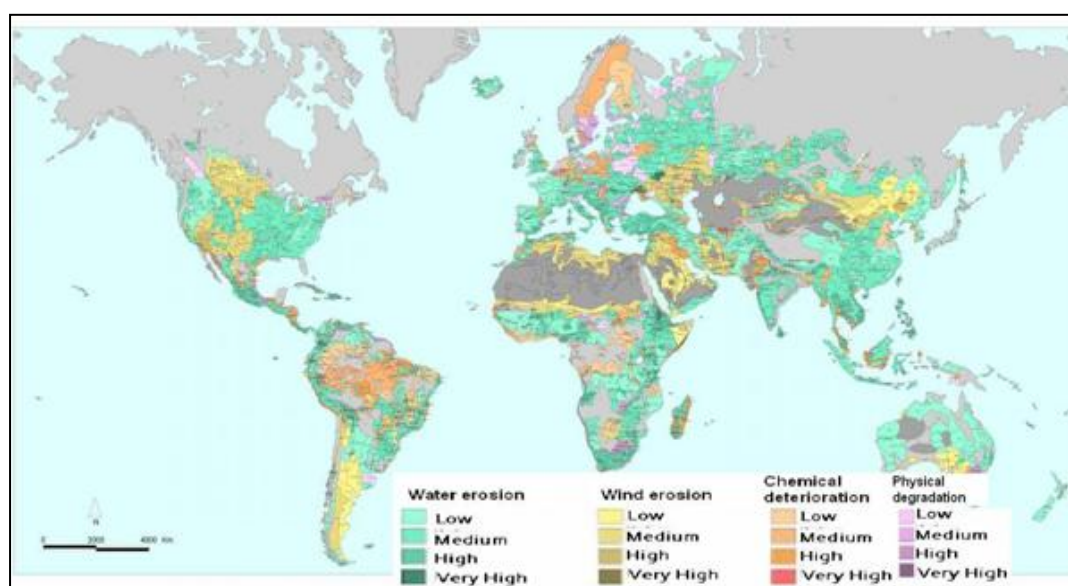 Water erosion
Low
Medium
High
Very High
Wind erosion
Low
Medium
High
Very High
Chemical
deterioration
Low
Medium
High
Very High
Physical
degradation
Low
Medium
High
Very High
0 2000 4000 Km